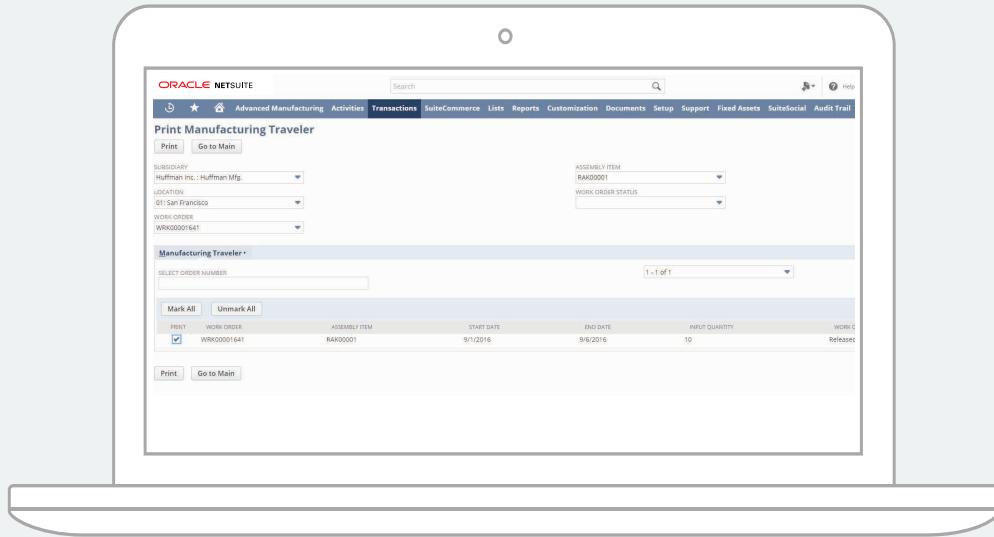 ORACLE NETSUITE
Search
Help
Advanced Manufacturing Activities Transactions SuiteCommerce Lists Reports Customization Documents Setup Support Fixed Assets SuiteSocial Audit Trail
Print Manufacturing Traveler
Print Go to Main
SUBSIDIARY
Huffman Inc. : Huffman Mfg.
ASSEMBLY ITEM
RAK00001
LOCATION
01: San Francisco
WORK ORDER STATUS
WORK ORDER
WRK00001641
Manufacturing Traveler •
SELECT ORDER NUMBER
1 - 1 of 1
Mark All Unmark All
PRINT WORK ORDER ASSEMBLY ITEM START DATE END DATE INPUT QUANTITY WORK O
WRK00001641 RAK00001 9/1/2016 9/6/2016 10 Released
Print Go to Main